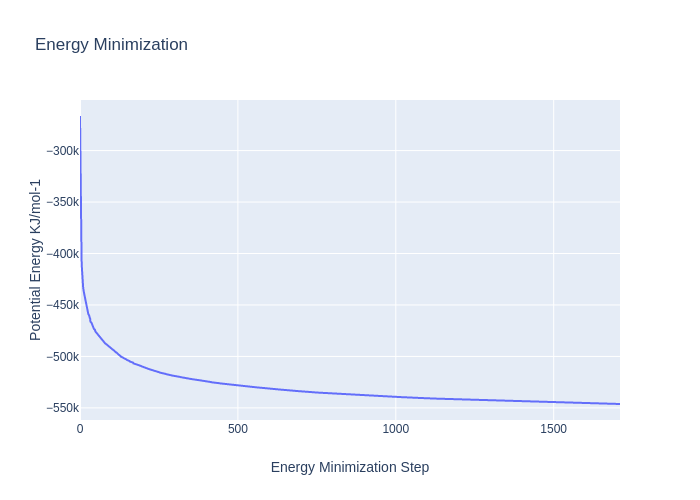 Energy Minimization
Potential Energy KJ/mol-1
−300k
−350k
−400k
−450k
−500k
−550k
0
500
1000
1500
Energy Minimization Step